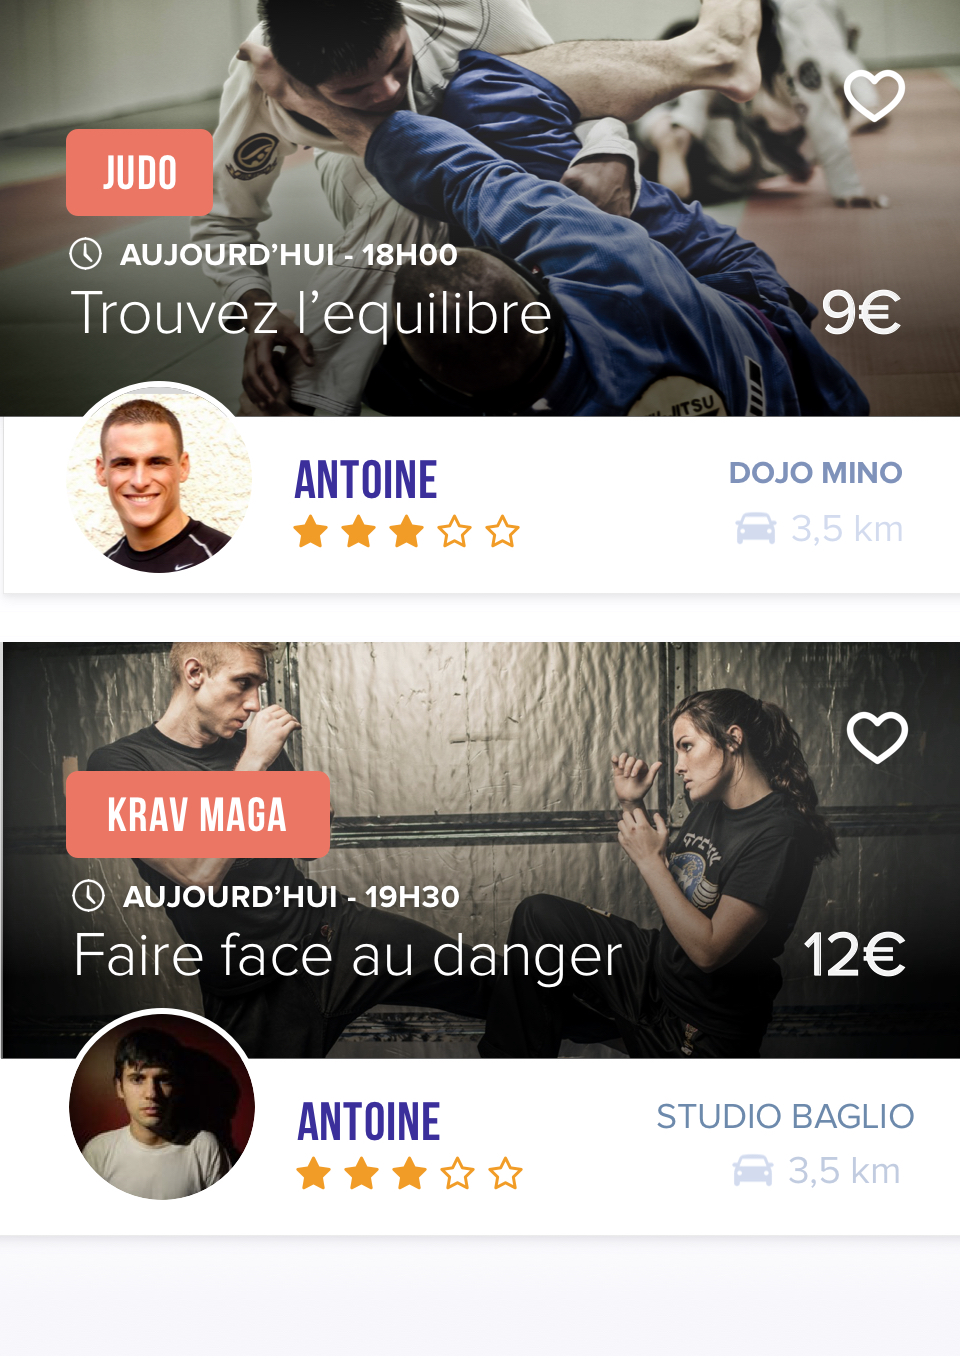 JUDO
AUJOURD’HUI - 18H00
Trouvez l’equilibre
9€
JITSU
ANTOINE
DOJO MINO
3,5 km
KRAV MAGA
AUJOURD’HUI - 19H30
Faire face au danger
12€
ANTOINE
STUDIO BAGLIO
3,5 km